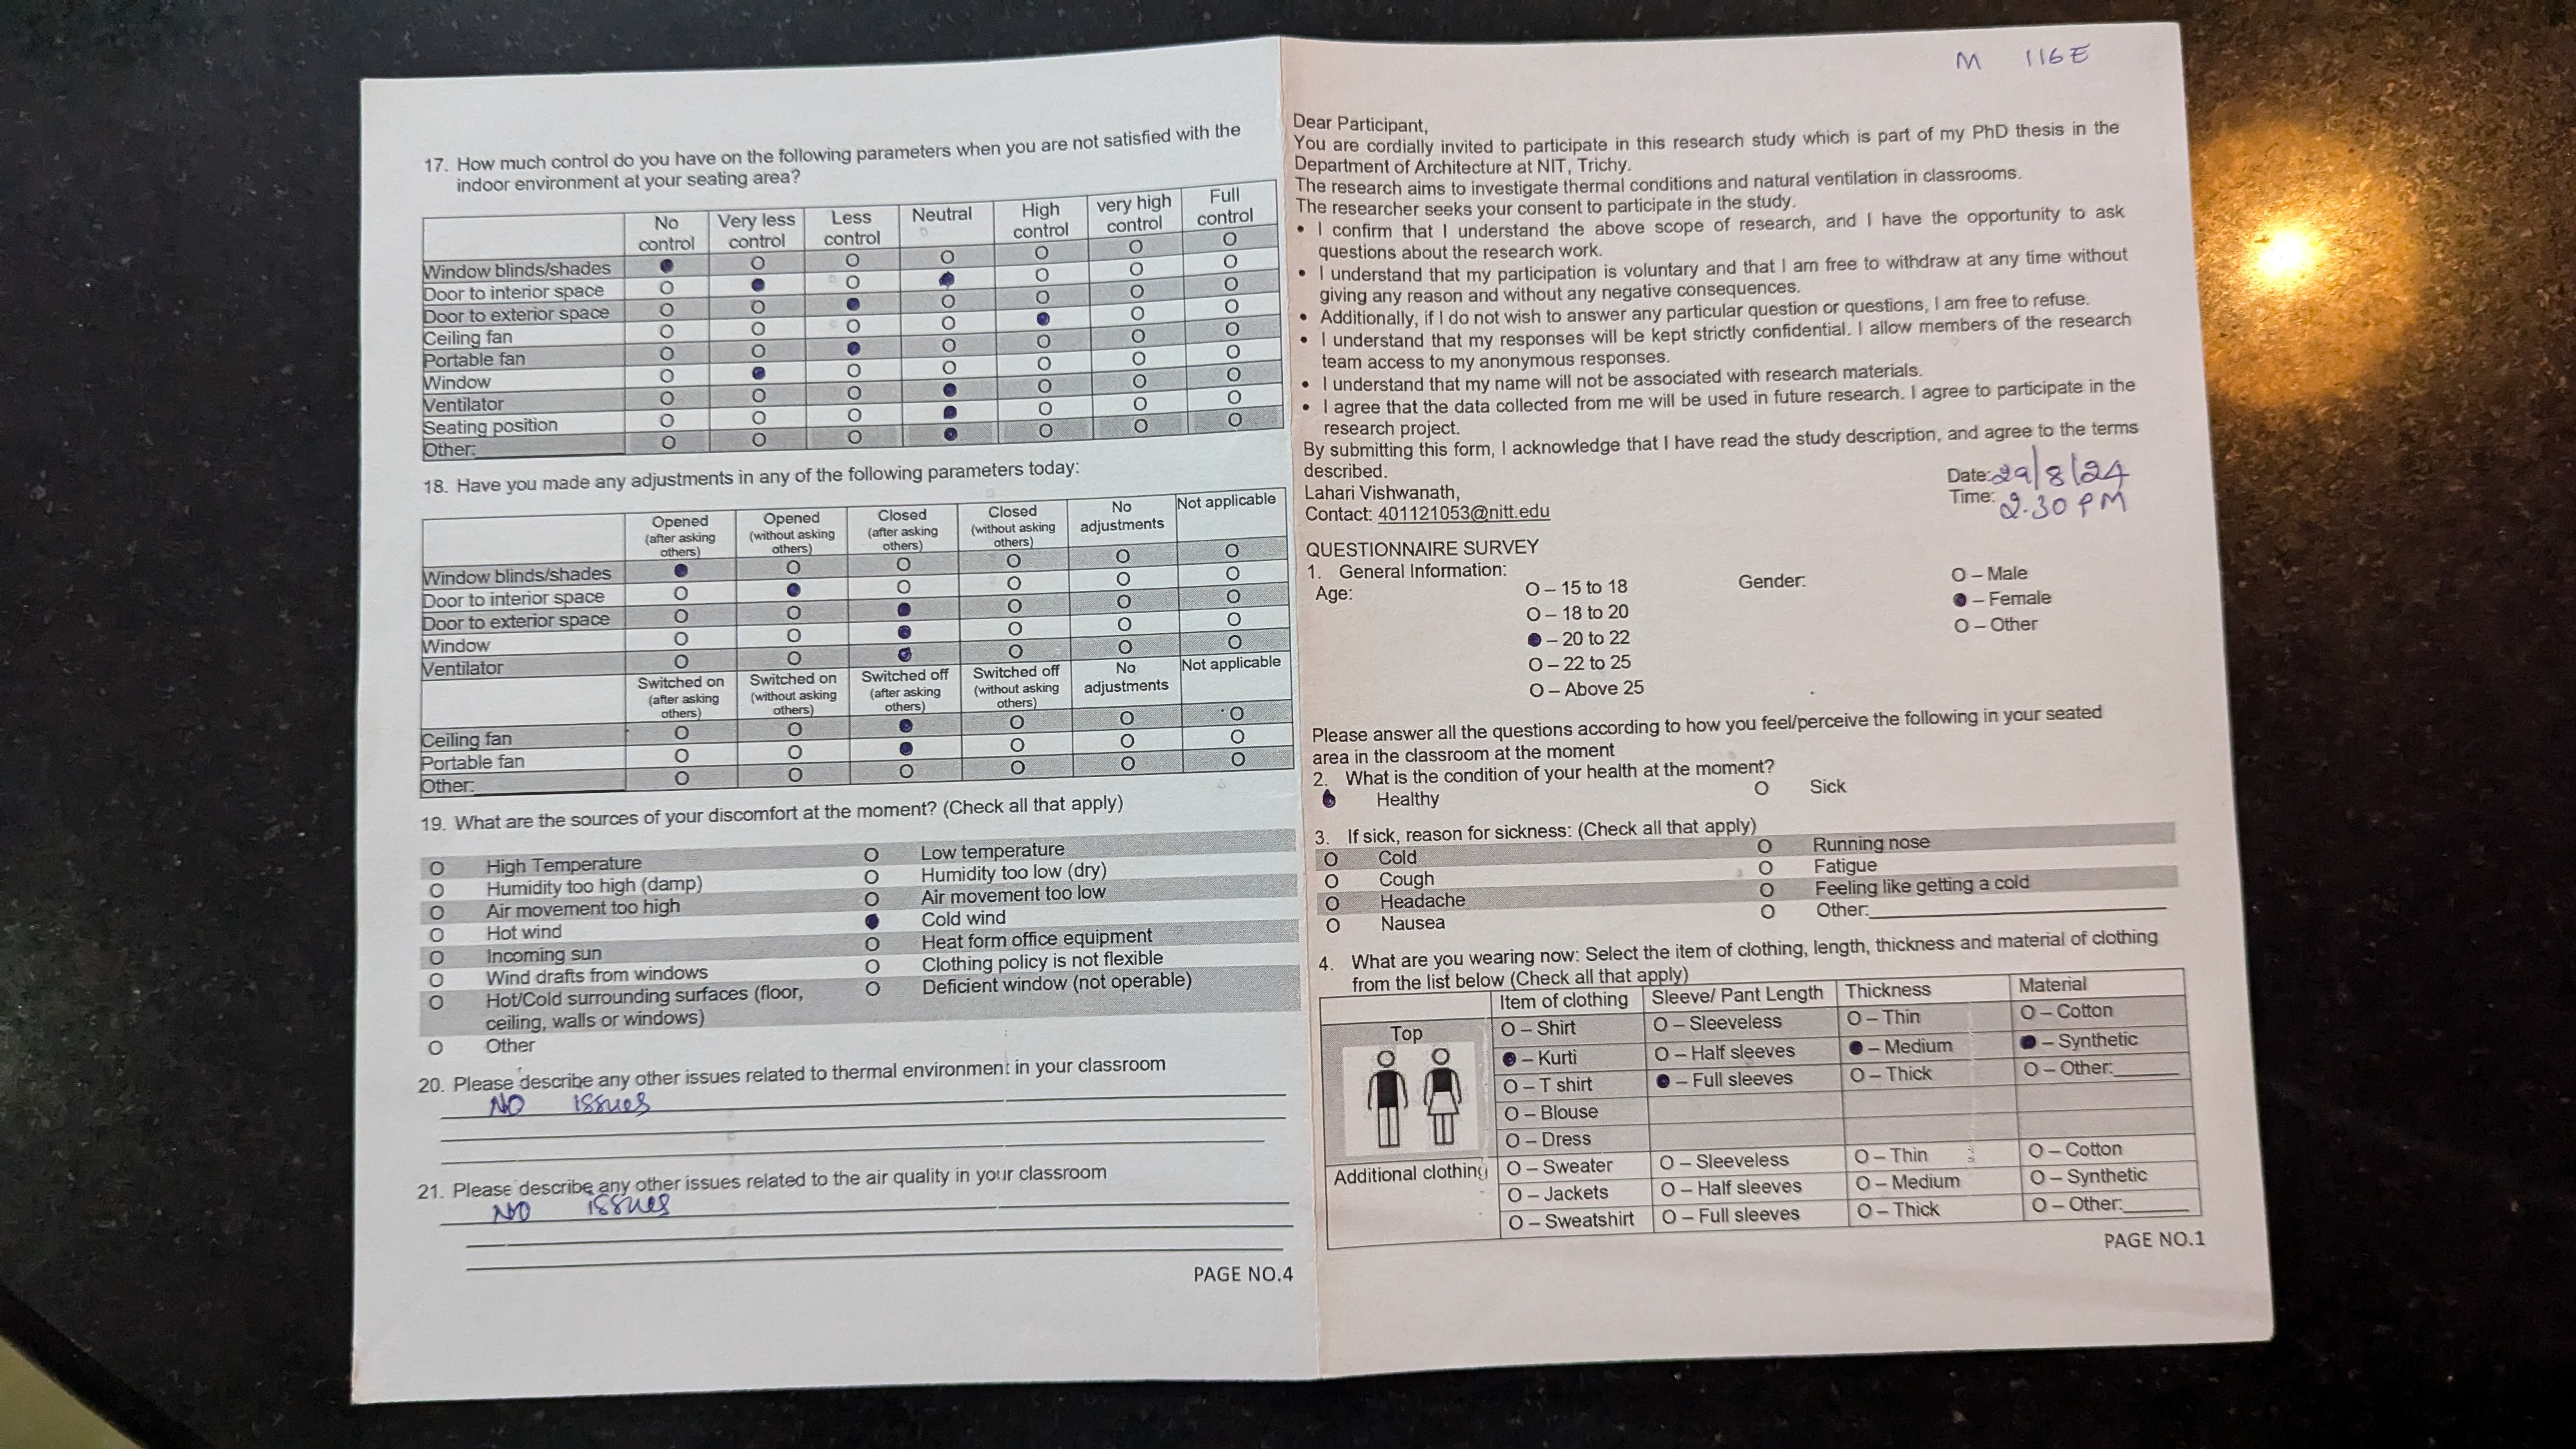 17. How much control do you have on the following parameters when you are not satisfied with the
indoor environment at your seating area?
No control Very less control Less control Neutral High control very high control Full control
Window blinds/shades ● O O O O O O
Door to interior space O ● O ● O O O
Door to exterior space O O ● O O O O
Ceiling fan O O O O ● O O
Portable fan O O ● O O O O
Window O ● O O O O O
Ventilator O O O ● O O O
Seating position O O O ● O O O
Other:__________ O O O ● O O O
18. Have you made any adjustments in any of the following parameters today:
Opened (after asking others) Opened (without asking others) Closed (after asking others) Closed (without asking others) No adjustments Not applicable
Window blinds/shades ● O O O O O
Door to interior space O ● O O O O
Door to exterior space O O ● O O O
Window O O ● O O O
Ventilator O O ● O O O
Switched on (after asking others) Switched on (without asking others) Switched off (after asking others) Switched off (without asking others) No adjustments Not applicable
Ceiling fan O O ● O O O
Portable fan O O ● O O O
Other:__________ O O O O O O
19. What are the sources of your discomfort at the moment? (Check all that apply)
O High Temperature O Low temperature
O Humidity too high (damp) O Humidity too low (dry)
O Air movement too high O Air movement too low
O Hot wind ● Cold wind
O Incoming sun O Heat form office equipment
O Wind drafts from windows O Clothing policy is not flexible
O Hot/Cold surrounding surfaces (floor, O Deficient window (not operable)
ceiling, walls or windows)
O Other
20. Please describe any other issues related to thermal environment in your classroom
NO issues
21. Please describe any other issues related to the air quality in your classroom
NO issues
PAGE NO.4
M 116E
Dear Participant,
You are cordially invited to participate in this research study which is part of my PhD thesis in the
Department of Architecture at NIT, Trichy.
The research aims to investigate thermal conditions and natural ventilation in classrooms.
The researcher seeks your consent to participate in the study.
• I confirm that I understand the above scope of research, and I have the opportunity to ask
questions about the research work.
• I understand that my participation is voluntary and that I am free to withdraw at any time without
giving any reason and without any negative consequences.
• Additionally, if I do not wish to answer any particular question or questions, I am free to refuse.
• I understand that my responses will be kept strictly confidential. I allow members of the research
team access to my anonymous responses.
• I understand that my name will not be associated with research materials.
• I agree that the data collected from me will be used in future research. I agree to participate in the
research project.
By submitting this form, I acknowledge that I have read the study description, and agree to the terms
described.
Lahari Vishwanath,
Contact: 401121053@nitt.edu
Date: 29/8/24
Time: 2.30 PM
QUESTIONNAIRE SURVEY
1. General Information:
Age: O – 15 to 18 Gender: O – Male
O – 18 to 20 ● – Female
● – 20 to 22 O – Other
O – 22 to 25
O – Above 25
Please answer all the questions according to how you feel/perceive the following in your seated
area in the classroom at the moment
2. What is the condition of your health at the moment?
● Healthy O Sick
3. If sick, reason for sickness: (Check all that apply)
O Cold O Running nose
O Cough O Fatigue
O Headache O Feeling like getting a cold
O Nausea O Other:__________
4. What are you wearing now: Select the item of clothing, length, thickness and material of clothing
from the list below (Check all that apply)
Item of clothing Sleeve/ Pant Length Thickness Material
Top O – Shirt O – Sleeveless O – Thin O – Cotton
● – Kurti O – Half sleeves ● – Medium ● – Synthetic
O – T shirt ● – Full sleeves O – Thick O – Other:______
O – Blouse
O – Dress
Additional clothing O – Sweater O – Sleeveless O – Thin O – Cotton
O – Jackets O – Half sleeves O – Medium O – Synthetic
O – Sweatshirt O – Full sleeves O – Thick O – Other:______
PAGE NO.1